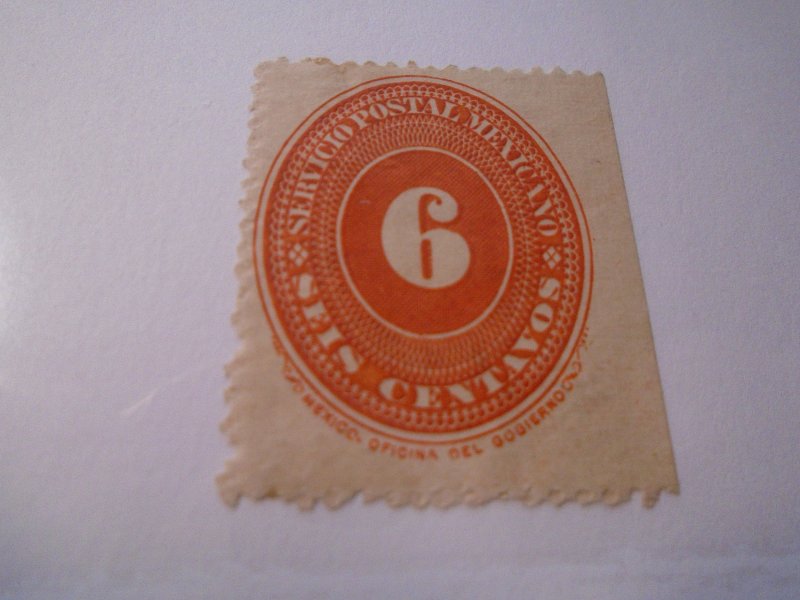 SERVICIO POSTAL MEXICANO
6
SEIS CENTAVOS
MEXICO. OFICINA DEL GOBIERNO